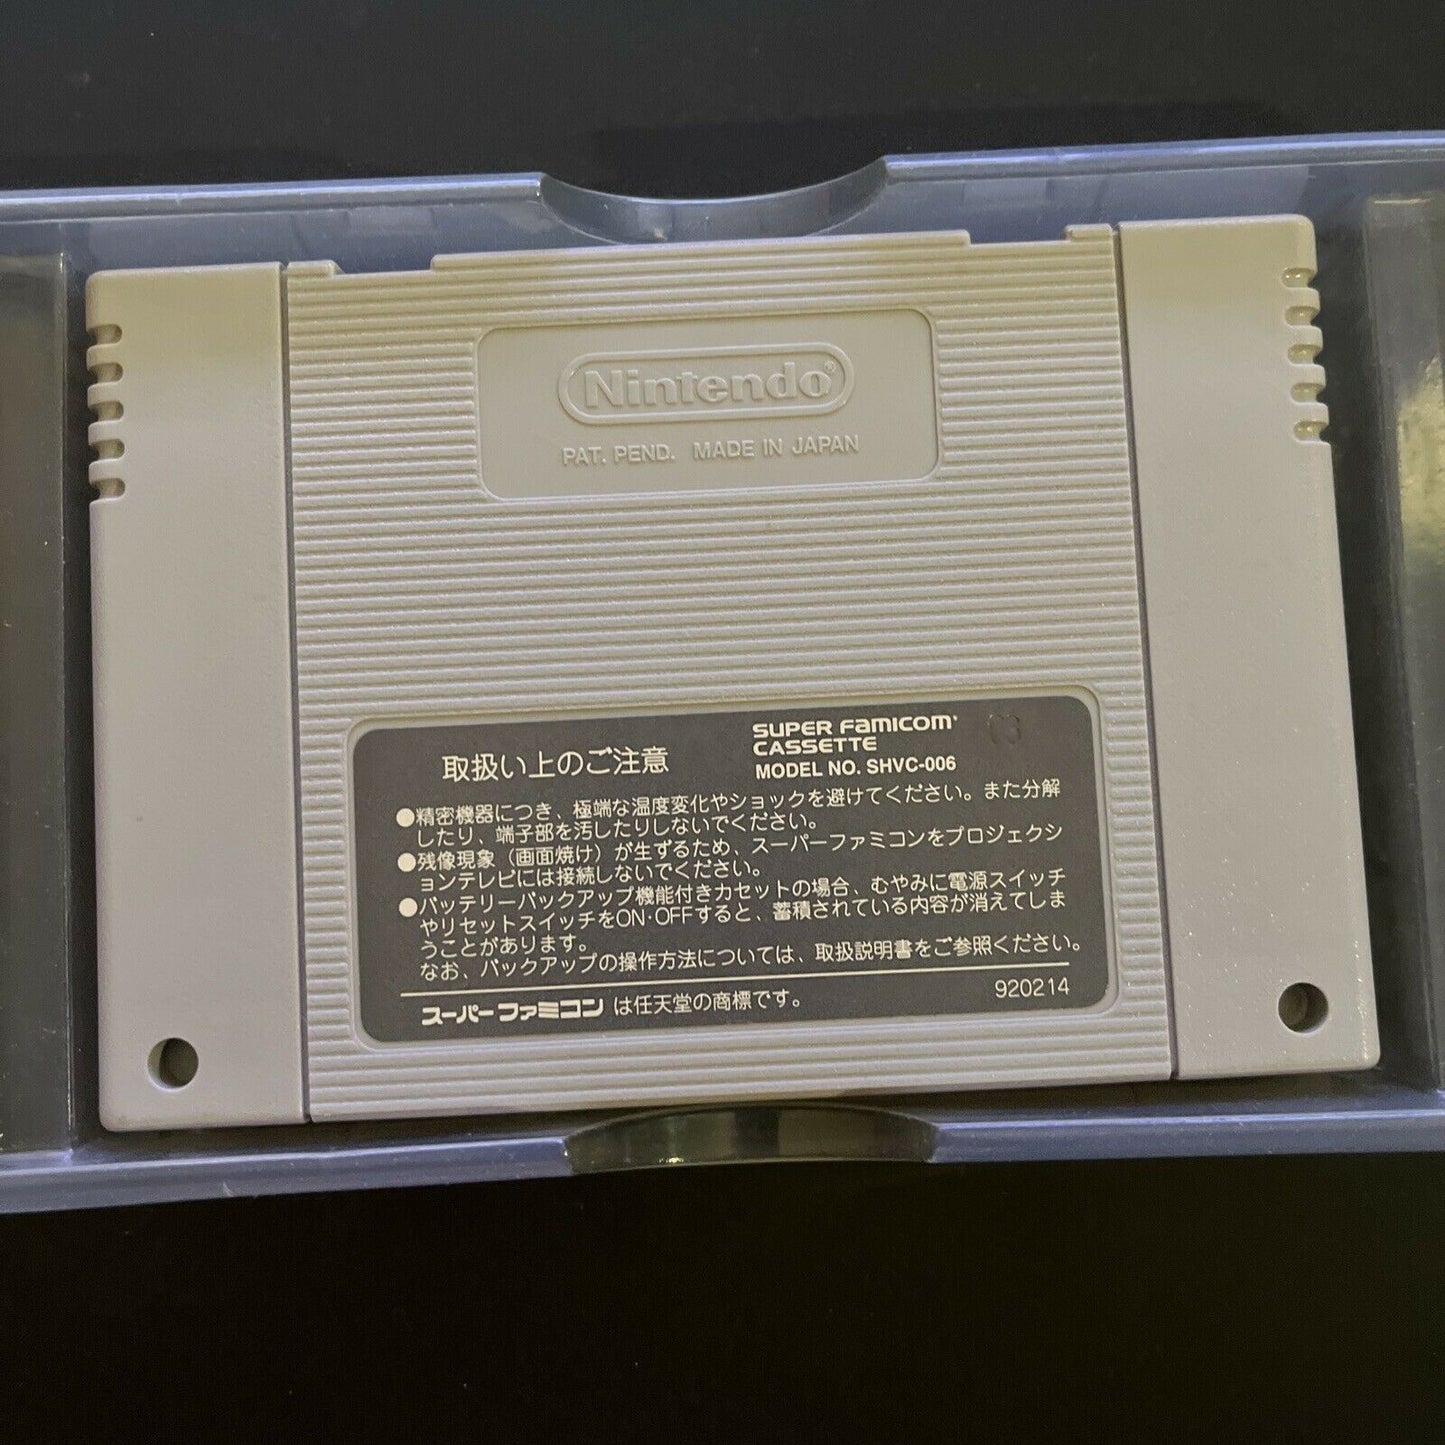 Nintendo®
PAT. PEND. MADE IN JAPAN
取扱い上のご注意
SUPER FAMICOM
CASSETTE
MODEL NO. SHVC-006
●精密機器につき、極端な温度変化やショックを避けてください。また分解
したり、端子部を汚したりしないでください。
●残像現象（画面焼け）が生ずるため、スーパーファミコンをプロジェクシ
ョンテレビには接続しないでください。
●バッテリーバックアップ機能付きカセットの場合、むやみに電源スイッチ
やリセットスイッチをON・OFFすると、蓄積されている内容が消えてしま
うことがあります。
なお、バックアップの操作方法については、取扱説明書をご参照ください。
スーパーファミコンは任天堂の商標です。
920214